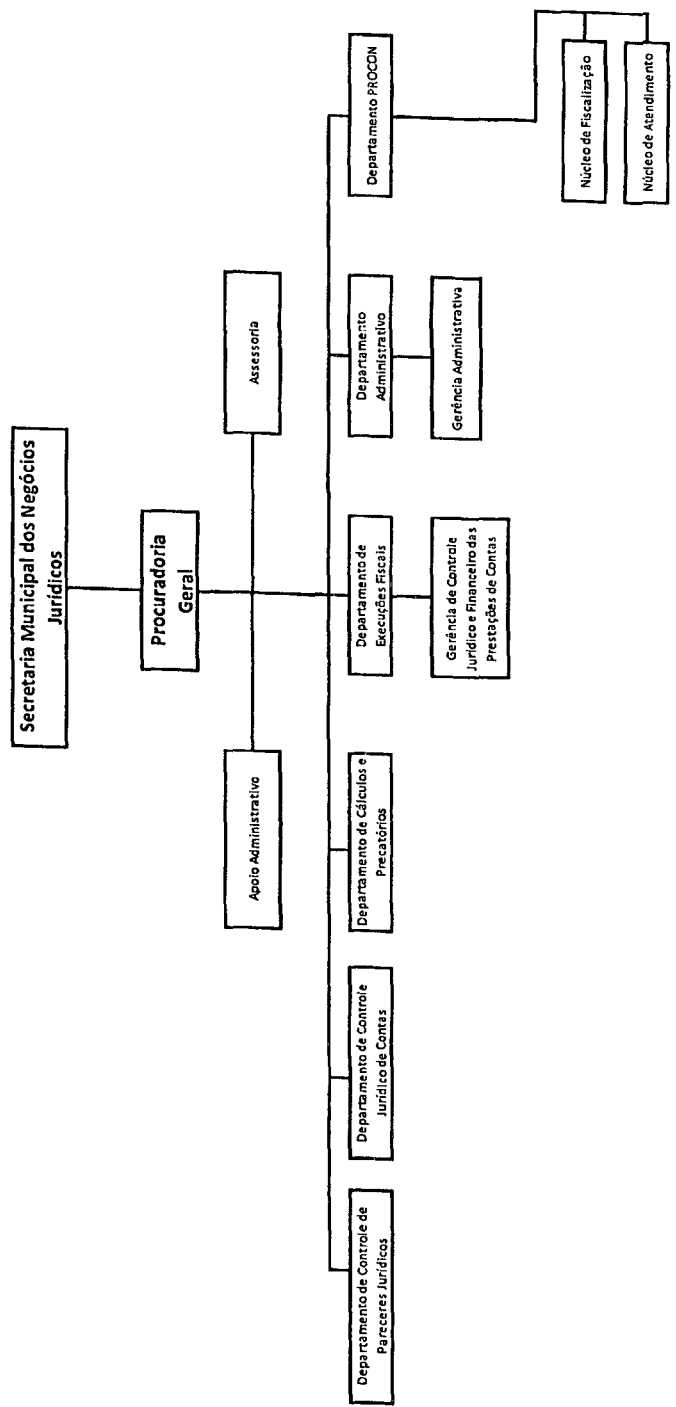 Secretaria Municipal dos Negócios
Jurídicos
Procuradoria
Geral
Apoio Administrativo
Assessoria
Departamento de Controle de
Pareceres Jurídicos
Departamento de Controle
Jurídico de Contas
Departamento de Cálculos e
Precatórios
Departamento de
Execuções Fiscais
Departamento
Administrativo
Departamento PROCON
Gerência de Controle
Jurídico e Financeiro das
Prestações de Contas
Gerência Administrativa
Núcleo de Fiscalização
Núcleo de Atendimento